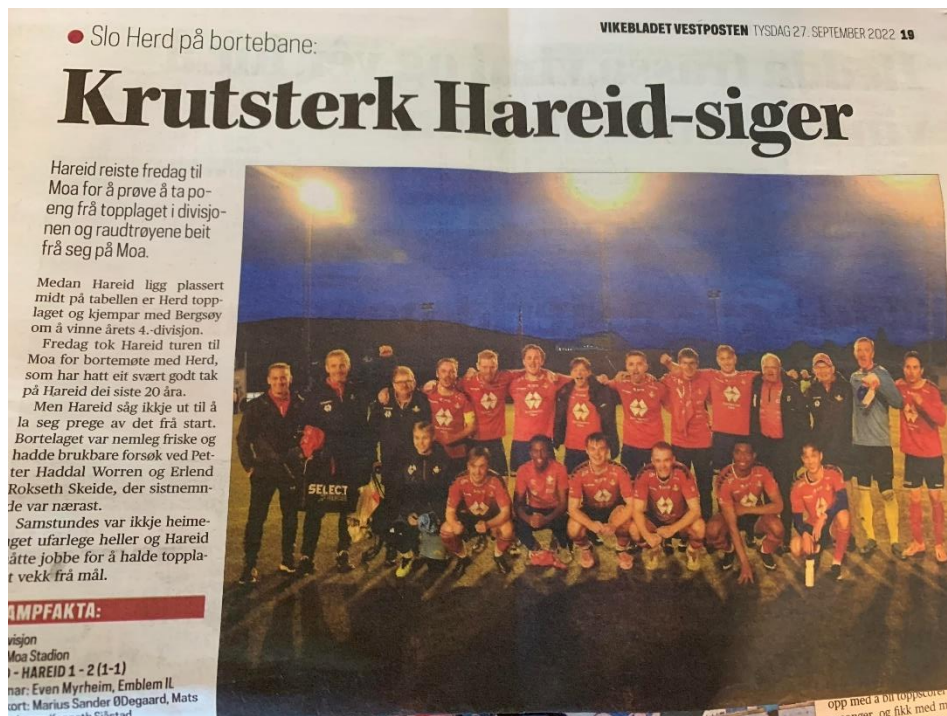 Slo Herd på bortebane:
VIKEBLADET VESTPOSTEN TYSDAG 27. SEPTEMBER 2022 19
Krutsterk Hareid-siger
Hareid reiste fredag til
Moa for å prøve å ta po-
eng frå topplaget i divisjo-
nen og raudtrøyene beit
frå seg på Moa.
Medan Hareid ligg plassert
midt på tabellen er Herd topp-
laget og kjempar med Bergsøy
om å vinne årets 4.-divisjon.
Fredag tok Hareid turen til
Moa for bortemøte med Herd,
som har hatt eit svært godt tak
på Hareid dei siste 20 åra.
Men Hareid såg ikkje ut til å
la seg prege av det frå start.
Bortelaget var nemleg friske og
hadde brukbare forsøk ved Pet-
ter Haddal Worren og Erlend
Rokseth Skeide, der sistnemn-
de var nærast.
Samstundes var ikkje heime-
get ufarlege heller og Hareid
åtte jobbe for å halde toppla-
t vekk frå mål.
AMPFAKTA:
visjon
Moa Stadion
- HAREID 1 - 2 (1-1)
nar: Even Myrheim, Emblem IL
kort: Marius Sander ØDegaard, Mats
SELECT
opp med å bli toppscorer
og fikk med